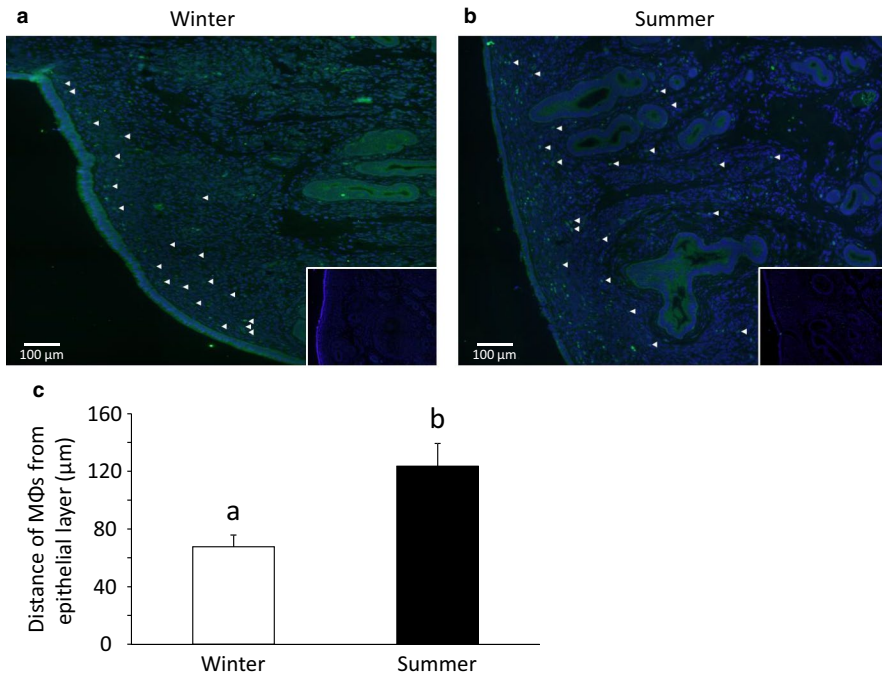 a
Winter
b
Summer
100 µm
100 µm
c
Distance of MΦs from
epithelial layer (µm)
160
120
80
40
0
a
b
Winter
Summer